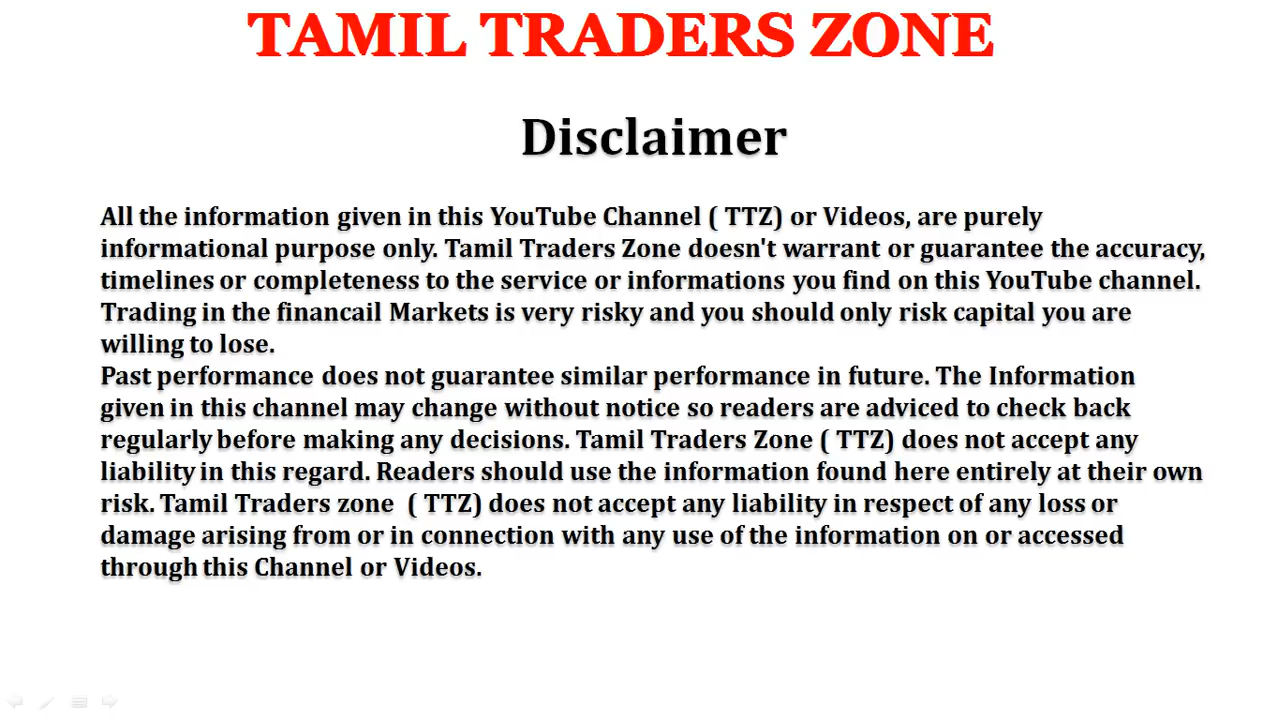 TAMIL TRADERS ZONE
Disclaimer
All the information given in this YouTube Channel ( TTZ) or Videos, are purely
informational purpose only. Tamil Traders Zone doesn't warrant or guarantee the accuracy,
timelines or completeness to the service or informations you find on this YouTube channel.
Trading in the financail Markets is very risky and you should only risk capital you are
willing to lose.
Past performance does not guarantee similar performance in future. The Information
given in this channel may change without notice so readers are adviced to check back
regularly before making any decisions. Tamil Traders Zone ( TTZ) does not accept any
liability in this regard. Readers should use the information found here entirely at their own
risk. Tamil Traders zone  ( TTZ) does not accept any liability in respect of any loss or
damage arising from or in connection with any use of the information on or accessed
through this Channel or Videos.